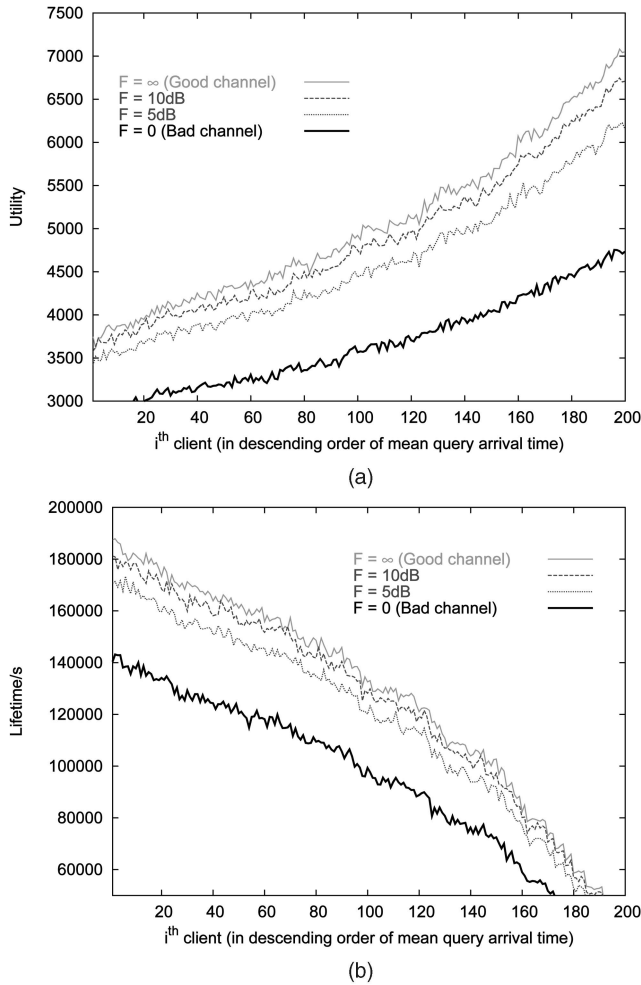 7500
7000
6500
6000
5500
5000
4500
4000
3500
3000
Utility
F = ∞ (Good channel)
F = 10dB
F = 5dB
F = 0 (Bad channel)
20 40 60 80 100 120 140 160 180 200
i^th client (in descending order of mean query arrival time)
(a)
200000
180000
160000
140000
120000
100000
80000
60000
Lifetime/s
F = ∞ (Good channel)
F = 10dB
F = 5dB
F = 0 (Bad channel)
20 40 60 80 100 120 140 160 180 200
i^th client (in descending order of mean query arrival time)
(b)